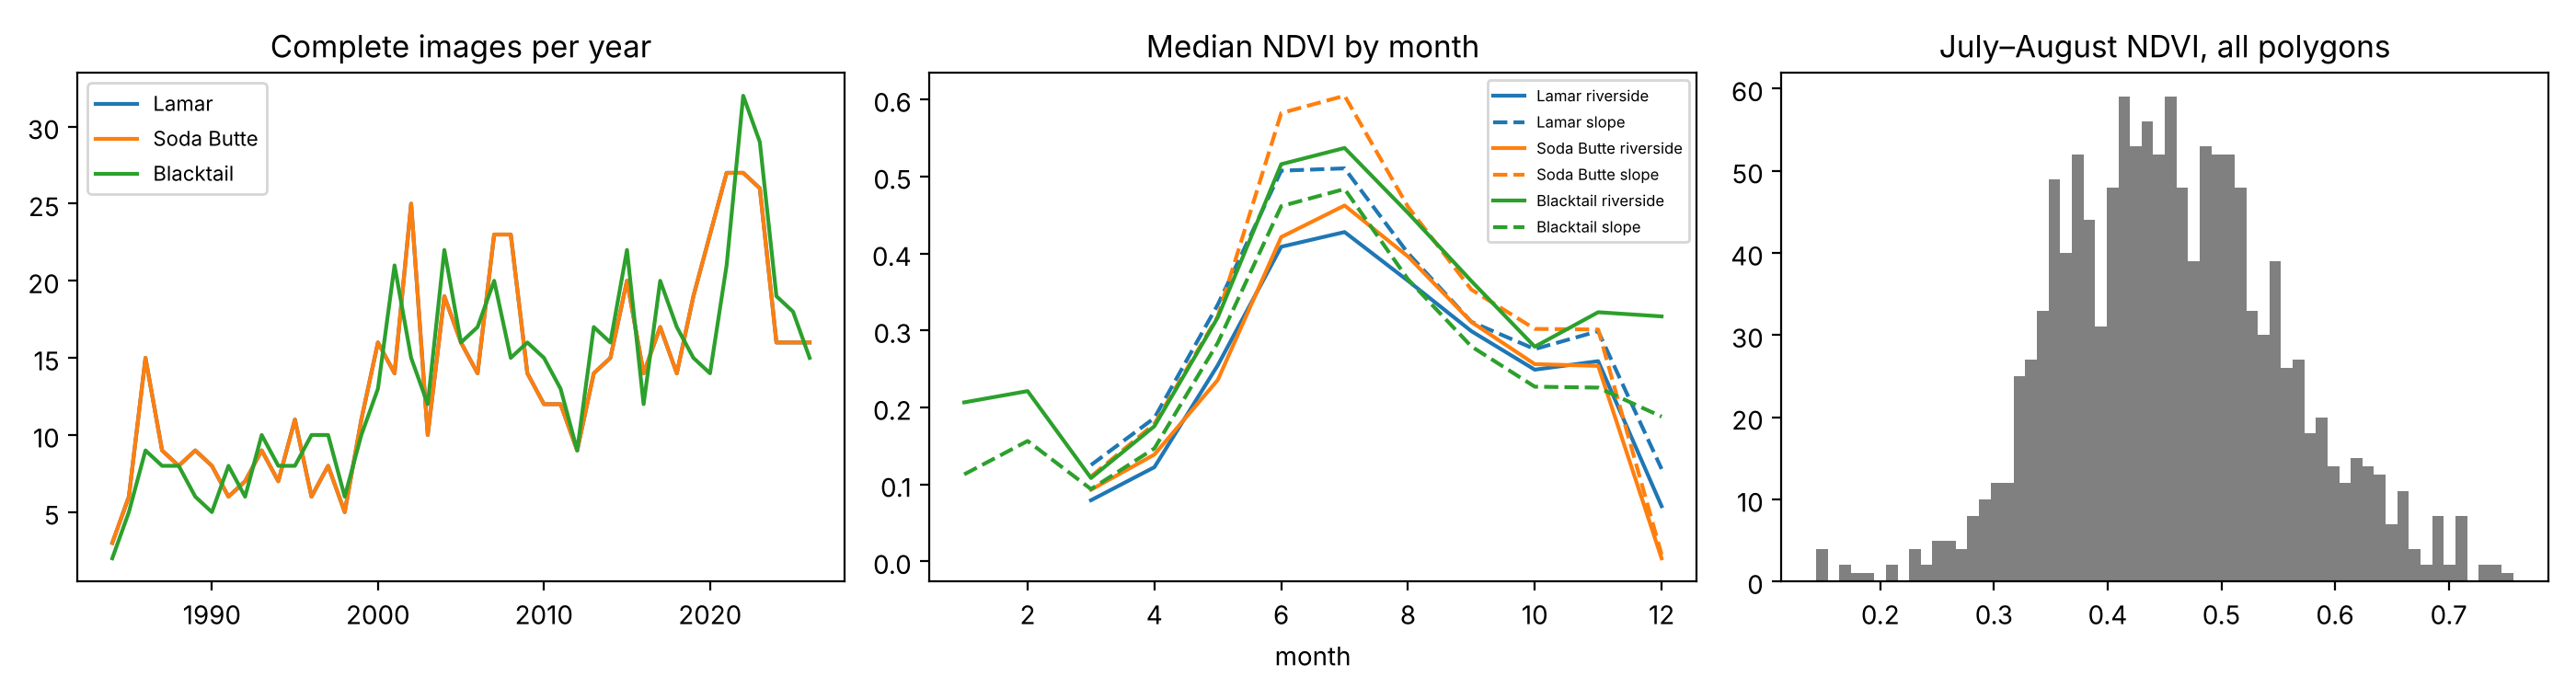 Complete images per year
Lamar
Soda Butte
Blacktail
30
25
20
15
10
5
1990
2000
2010
2020
Median NDVI by month
Lamar riverside
Lamar slope
Soda Butte riverside
Soda Butte slope
Blacktail riverside
Blacktail slope
0.6
0.5
0.4
0.3
0.2
0.1
0.0
2
4
6
8
10
12
month
July–August NDVI, all polygons
60
50
40
30
20
10
0
0.2
0.3
0.4
0.5
0.6
0.7